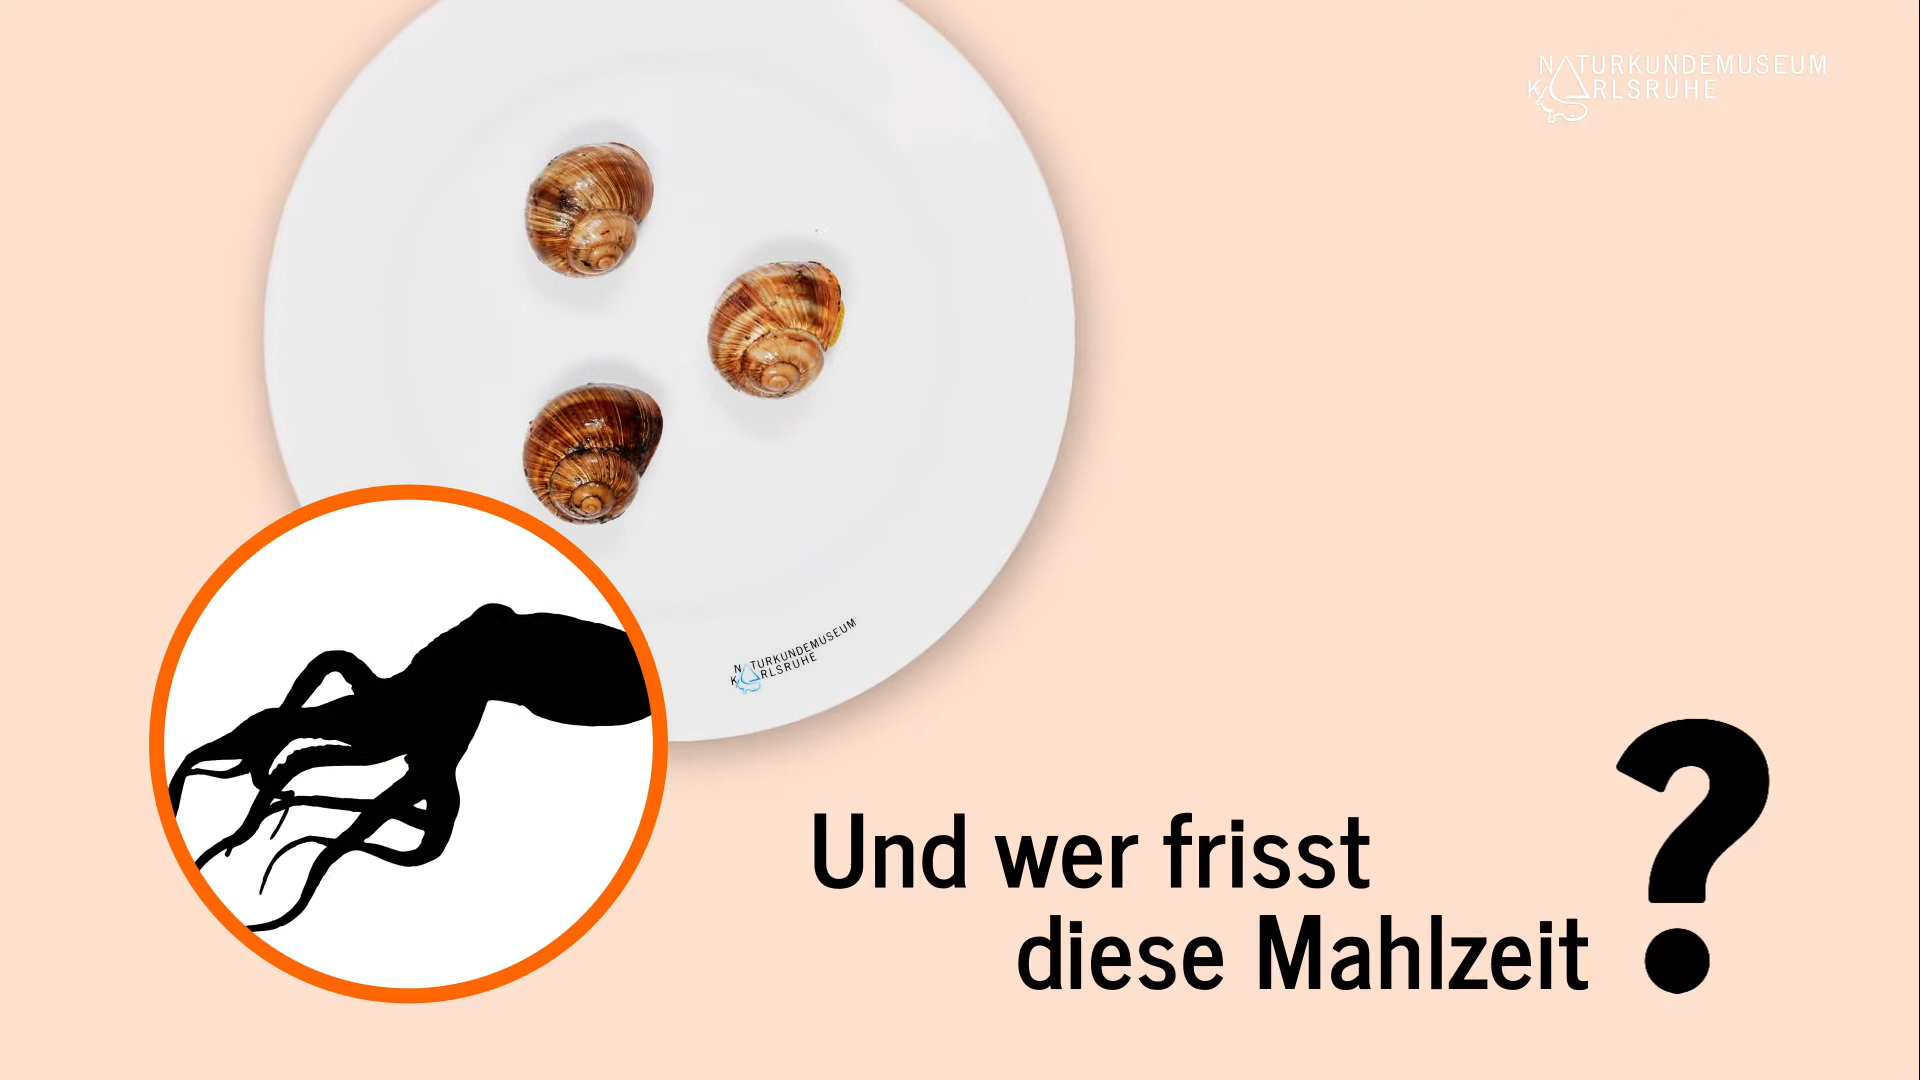 NATURKUNDEMUSEUM
KARLSRUHE
NATURKUNDEMUSEUM
KARLSRUHE
Und wer frisst
diese Mahlzeit?